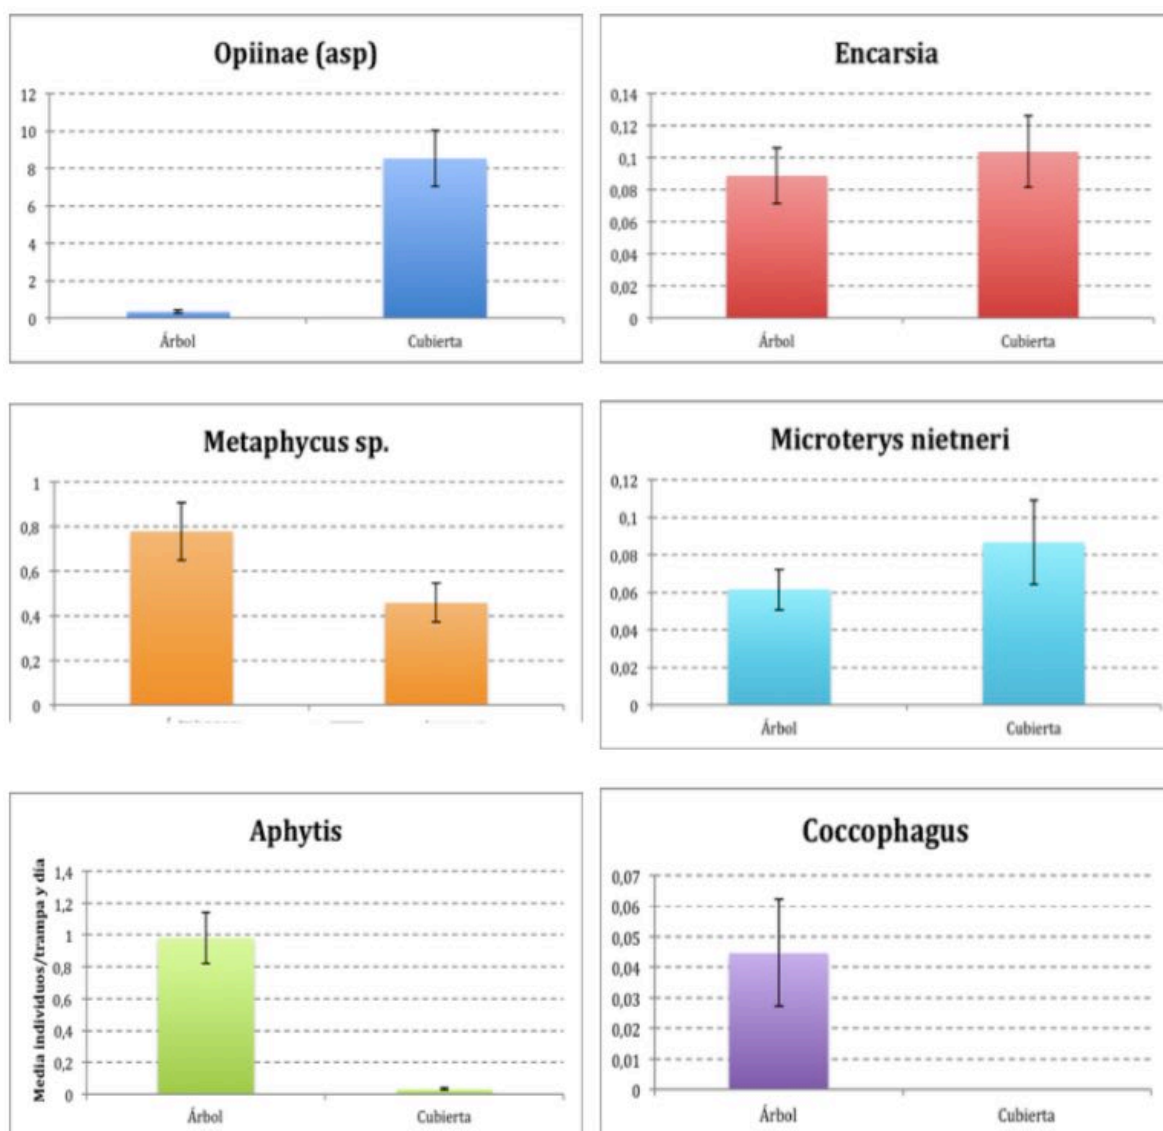 Opiinae (asp)
12
10
8
6
4
2
0
Árbol
Cubierta
Encarsia
0,14
0,12
0,1
0,08
0,06
0,04
0,02
0
Árbol
Cubierta
Metaphycus sp.
1
0,8
0,6
0,4
0,2
0
Microterys nietneri
0,12
0,1
0,08
0,06
0,04
0,02
0
Árbol
Cubierta
Aphytis
Media individuos/trampa y día
1,4
1,2
1
0,8
0,6
0,4
0,2
0
Árbol
Cubierta
Coccophagus
0,07
0,06
0,05
0,04
0,03
0,02
0,01
0
Árbol
Cubierta